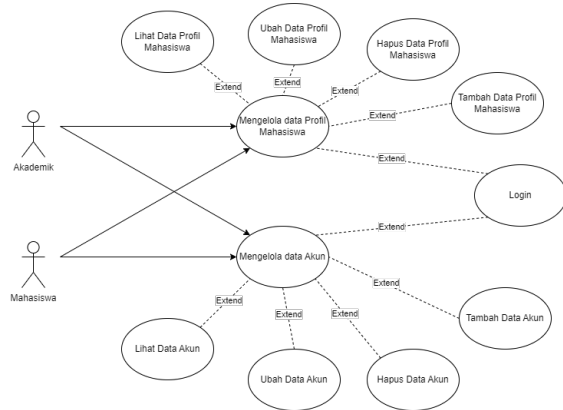 Lihat Data Profil
Mahasiswa
Ubah Data Profil
Mahasiswa
Hapus Data Profil
Mahasiswa
Tambah Data Profil
Mahasiswa
Extend
Extend
Extend
Extend
Mengelola data Profil
Mahasiswa
Akademik
Extend
Login
Extend
Mengelola data Akun
Mahasiswa
Extend
Extend
Extend
Extend
Tambah Data Akun
Lihat Data Akun
Ubah Data Akun
Hapus Data Akun